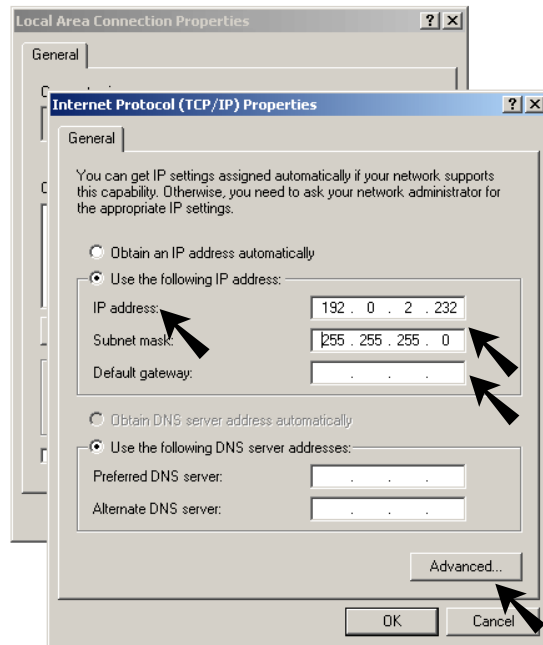 Local Area Connection Properties
General
Internet Protocol (TCP/IP) Properties
General
You can get IP settings assigned automatically if your network supports
this capability. Otherwise, you need to ask your network administrator for
the appropriate IP settings.
Obtain an IP address automatically
Use the following IP address:
IP address: 192 . 0 . 2 . 232
Subnet mask: 255 . 255 . 255 . 0
Default gateway: . . .
Obtain DNS server address automatically
Use the following DNS server addresses:
Preferred DNS server: . . .
Alternate DNS server: . . .
Advanced...
OK Cancel